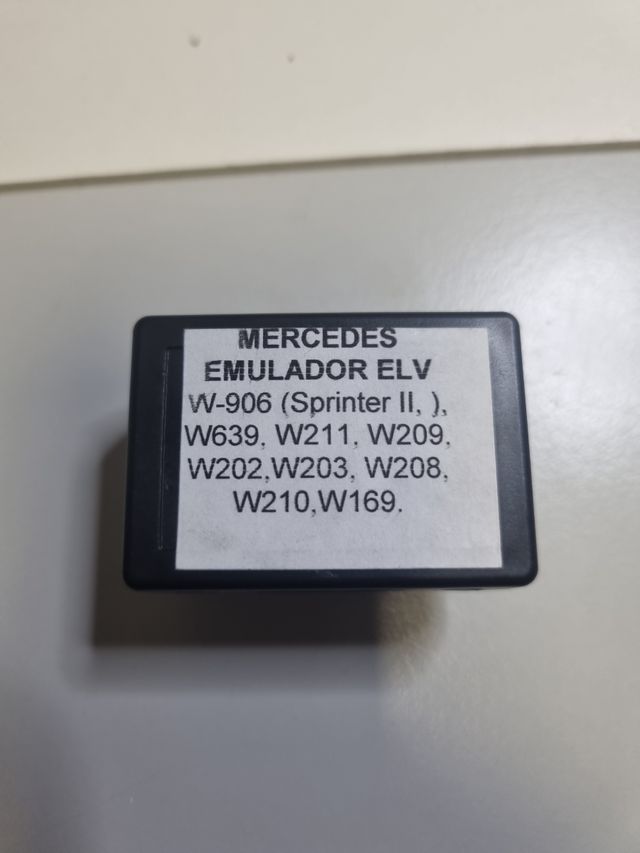 MERCEDES
EMULADOR ELV
W-906 (Sprinter II, ),
W639, W211, W209,
W202,W203, W208,
W210,W169.